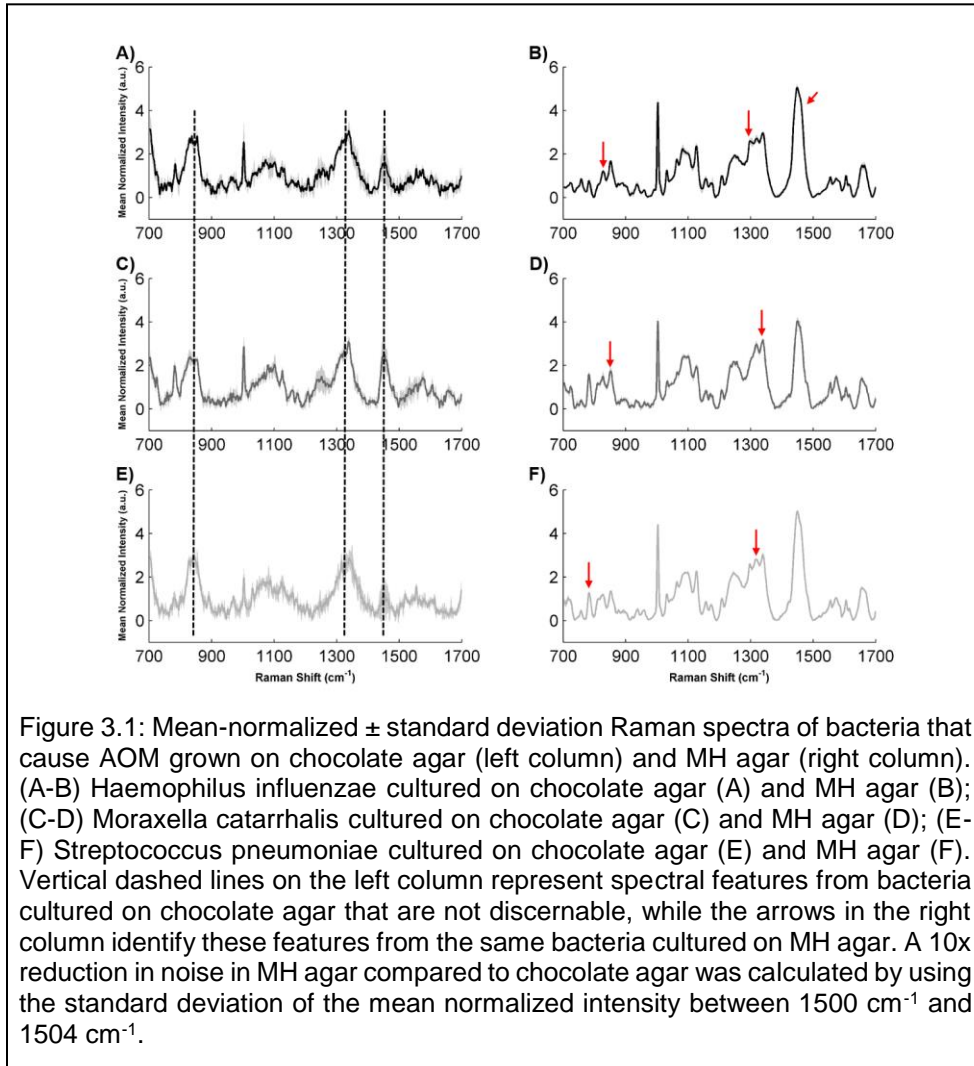 A)
B)
Mean Normalized Intensity (a.u.)
6
4
2
0
700 900 1100 1300 1500 1700
6
4
2
0
700 900 1100 1300 1500 1700
C)
D)
Mean Normalized Intensity (a.u.)
6
4
2
0
700 900 1100 1300 1500 1700
6
4
2
0
700 900 1100 1300 1500 1700
E)
F)
Mean Normalized Intensity (a.u.)
6
4
2
0
700 900 1100 1300 1500 1700
Raman Shift (cm⁻¹)
6
4
2
0
700 900 1100 1300 1500 1700
Raman Shift (cm⁻¹)
Figure 3.1: Mean-normalized ± standard deviation Raman spectra of bacteria that
cause AOM grown on chocolate agar (left column) and MH agar (right column).
(A-B) Haemophilus influenzae cultured on chocolate agar (A) and MH agar (B);
(C-D) Moraxella catarrhalis cultured on chocolate agar (C) and MH agar (D); (E-
F) Streptococcus pneumoniae cultured on chocolate agar (E) and MH agar (F).
Vertical dashed lines on the left column represent spectral features from bacteria
cultured on chocolate agar that are not discernable, while the arrows in the right
column identify these features from the same bacteria cultured on MH agar. A 10x
reduction in noise in MH agar compared to chocolate agar was calculated by using
the standard deviation of the mean normalized intensity between 1500 cm⁻¹ and
1504 cm⁻¹.